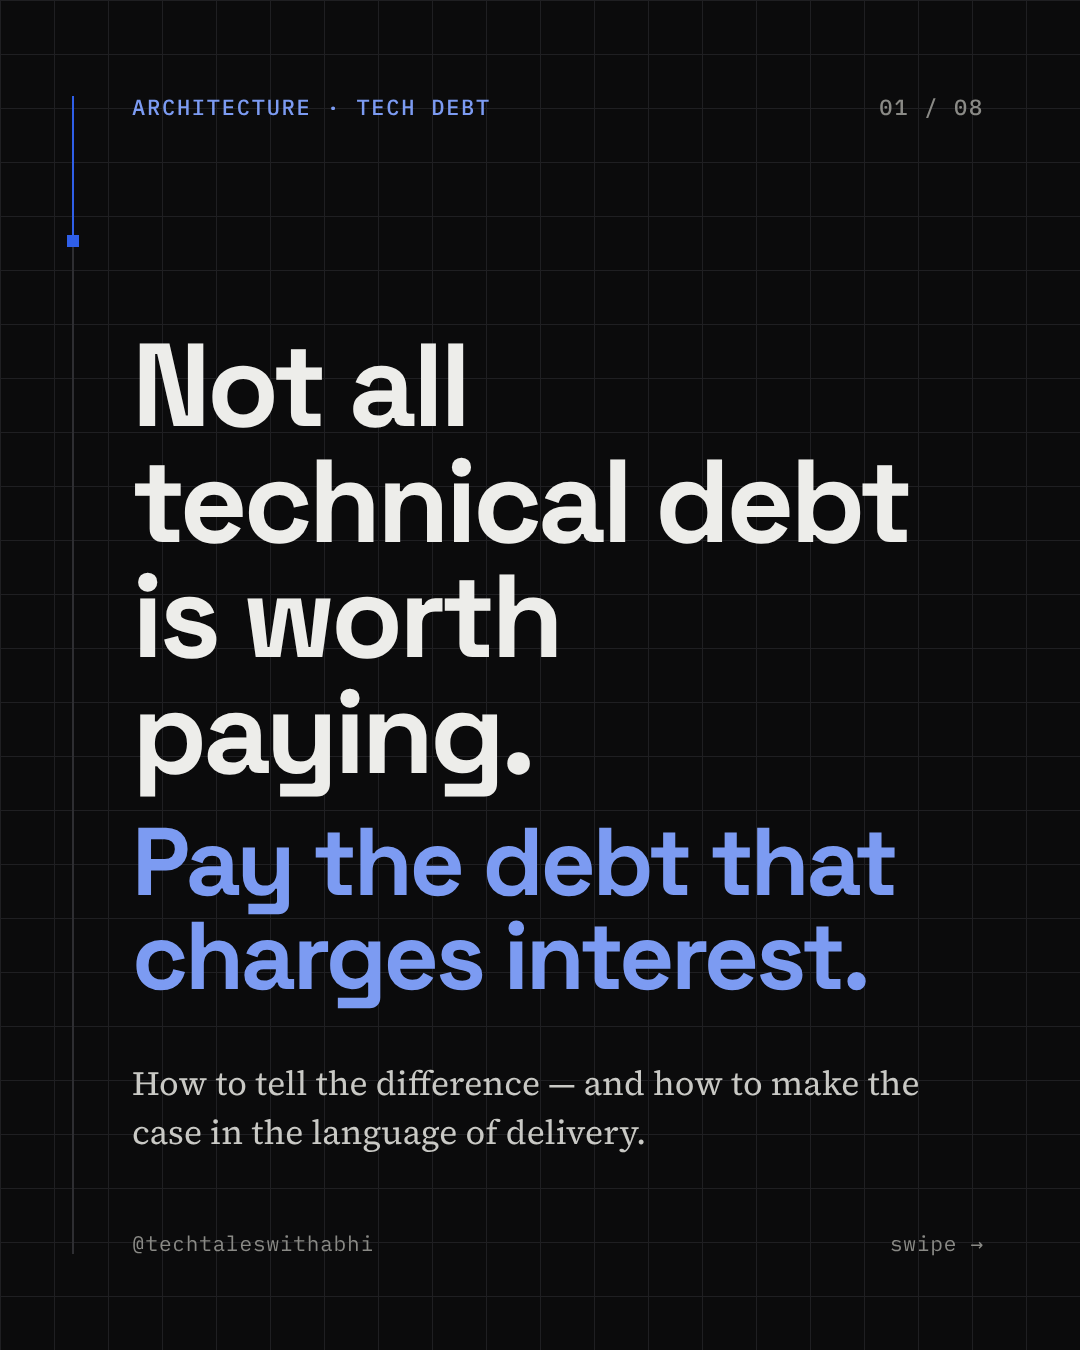 ARCHITECTURE · TECH DEBT
01 / 08
Not all
technical debt
is worth
paying.
Pay the debt that
charges interest.
How to tell the difference — and how to make the
case in the language of delivery.
@techtaleswithabhi
swipe →